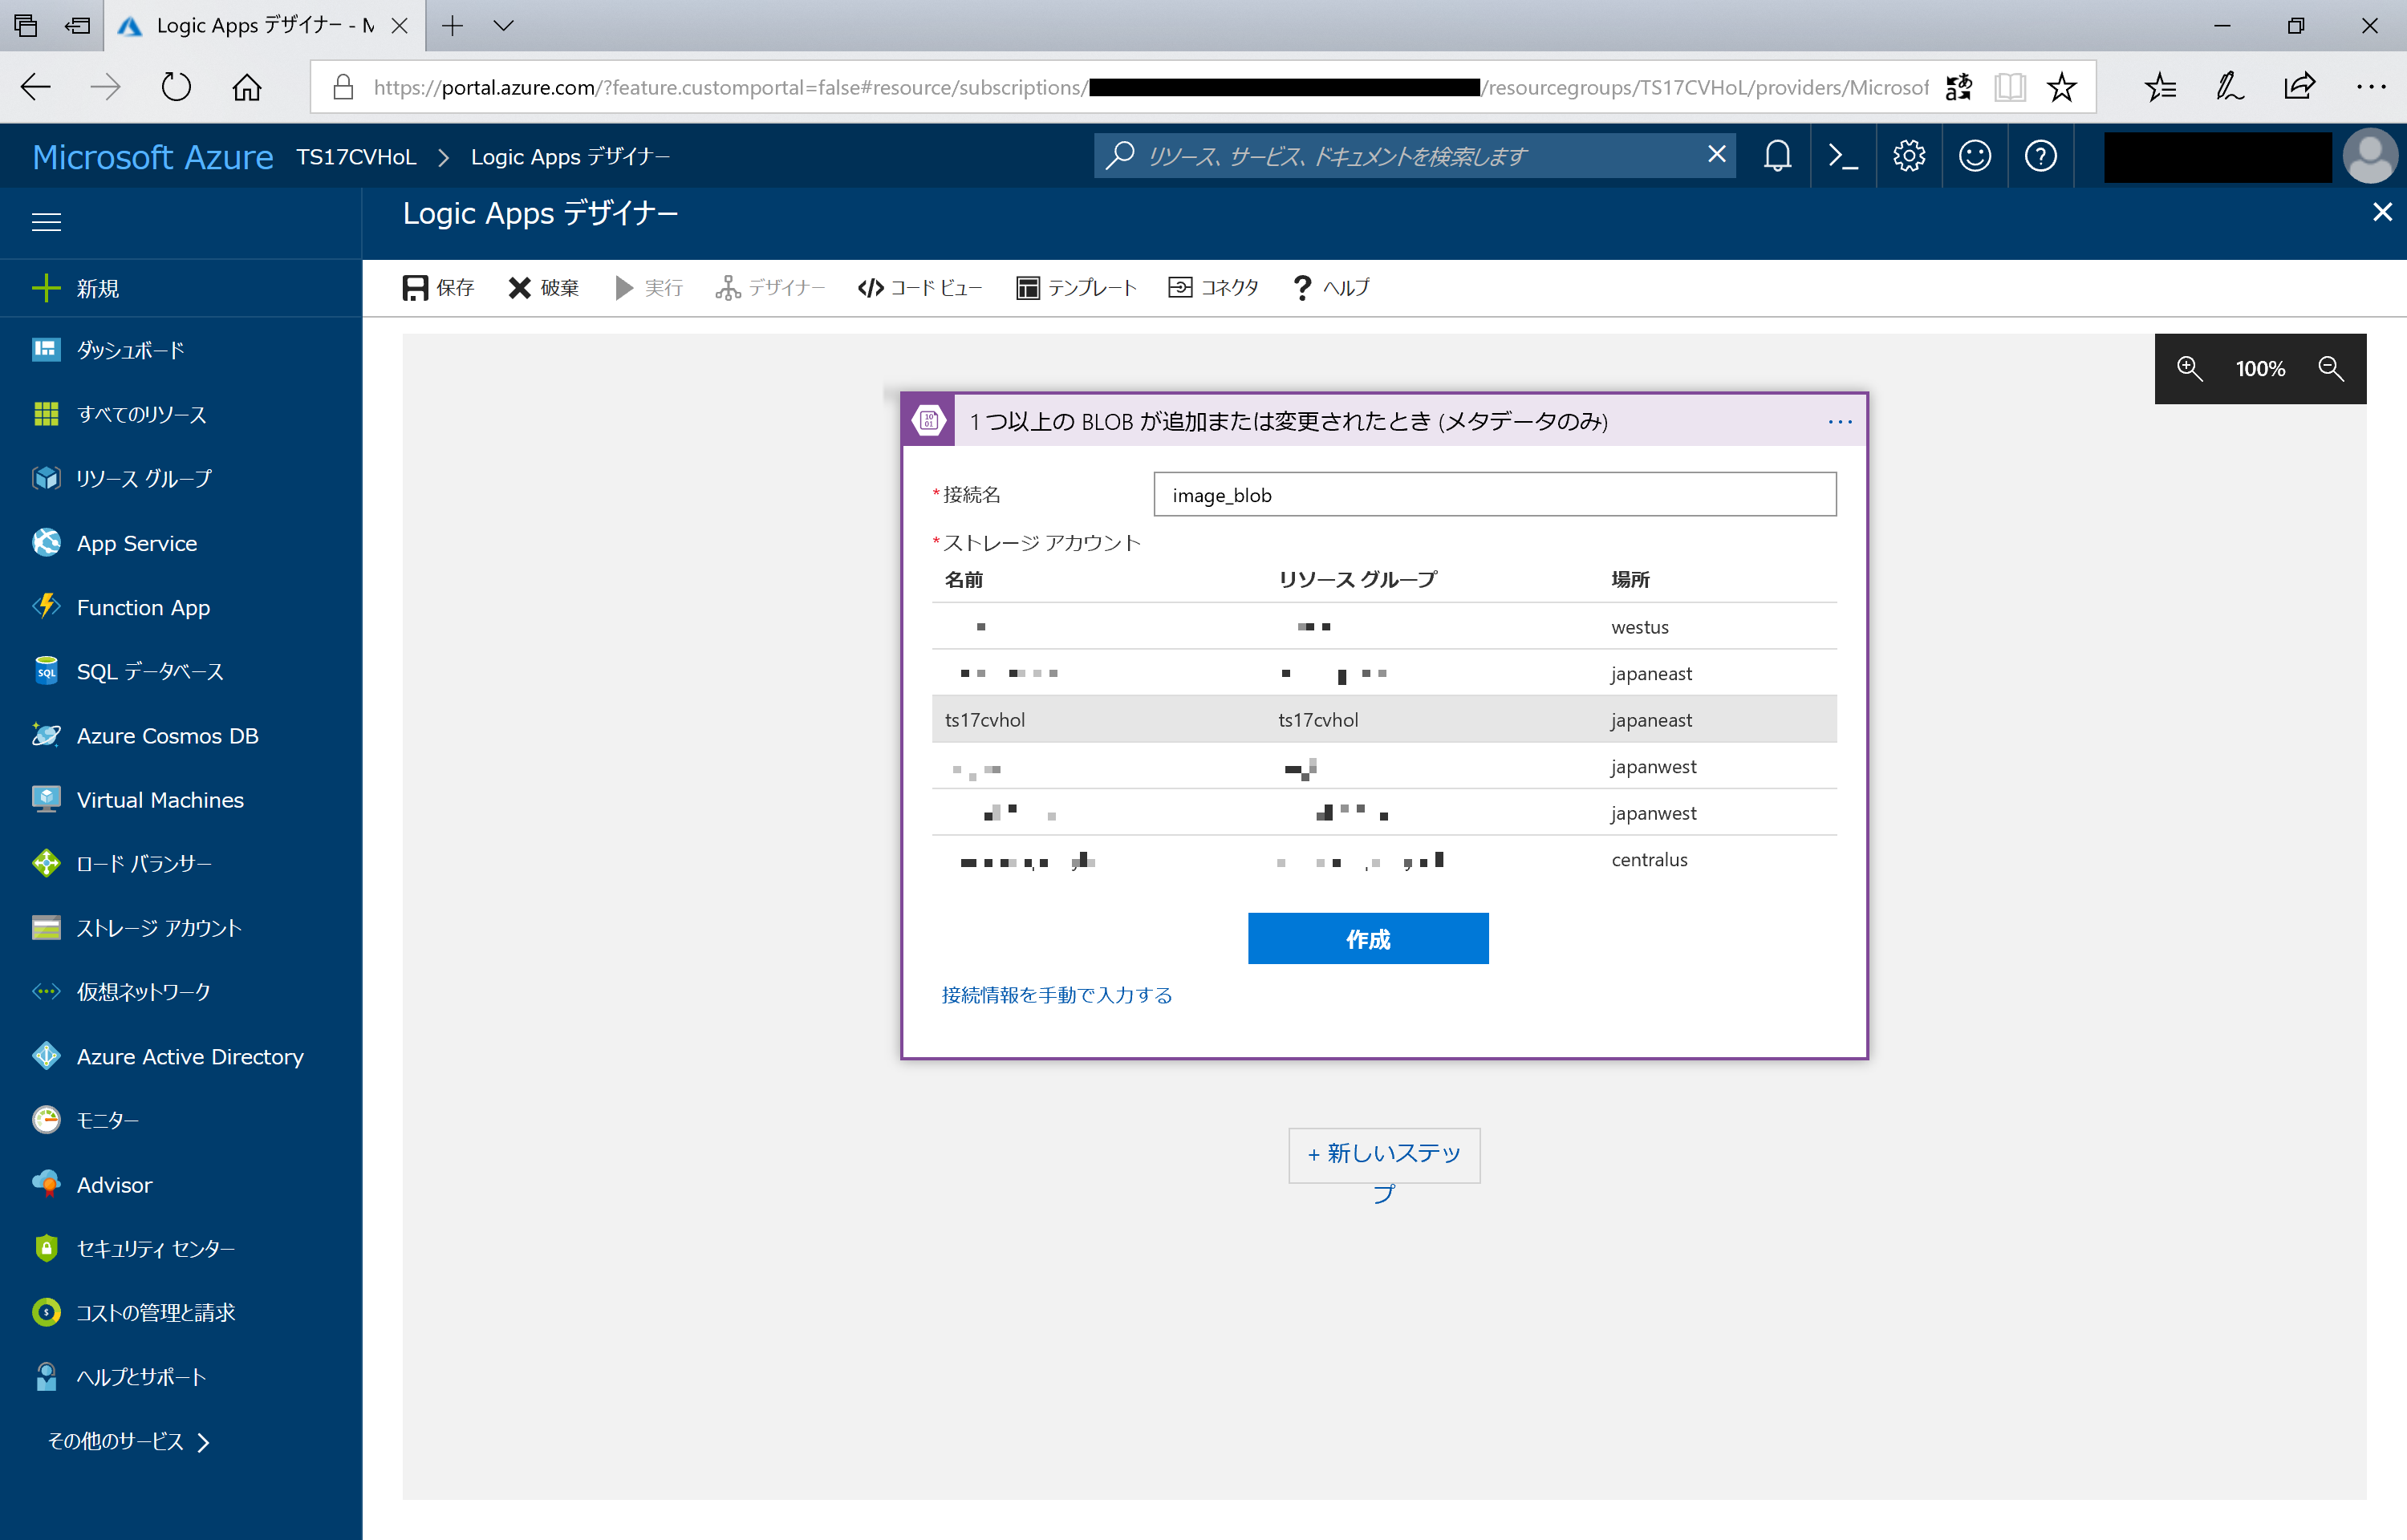 Logic Apps デザイナー - M
https://portal.azure.com/?feature.customportal=false#resource/subscriptions/
/resourcegroups/TS17CVHoL/providers/Microsof
Microsoft Azure
TS17CVHoL > Logic Apps デザイナー
リソース、サービス、ドキュメントを検索します
Logic Apps デザイナー
新規
ダッシュボード
すべてのリソース
リソース グループ
App Service
Function App
SQL データベース
Azure Cosmos DB
Virtual Machines
ロード バランサー
ストレージ アカウント
仮想ネットワーク
Azure Active Directory
モニター
Advisor
セキュリティ センター
コストの管理と請求
ヘルプとサポート
その他のサービス >
保存 破棄 実行 デザイナー コード ビュー テンプレート コネクタ ヘルプ
100%
1 つ以上の BLOB が追加または変更されたとき (メタデータのみ)
*接続名 image_blob
*ストレージ アカウント
名前 リソース グループ 場所
westus
japaneast
ts17cvhol ts17cvhol japaneast
japanwest
japanwest
centralus
作成
接続情報を手動で入力する
+ 新しいステッ
プ